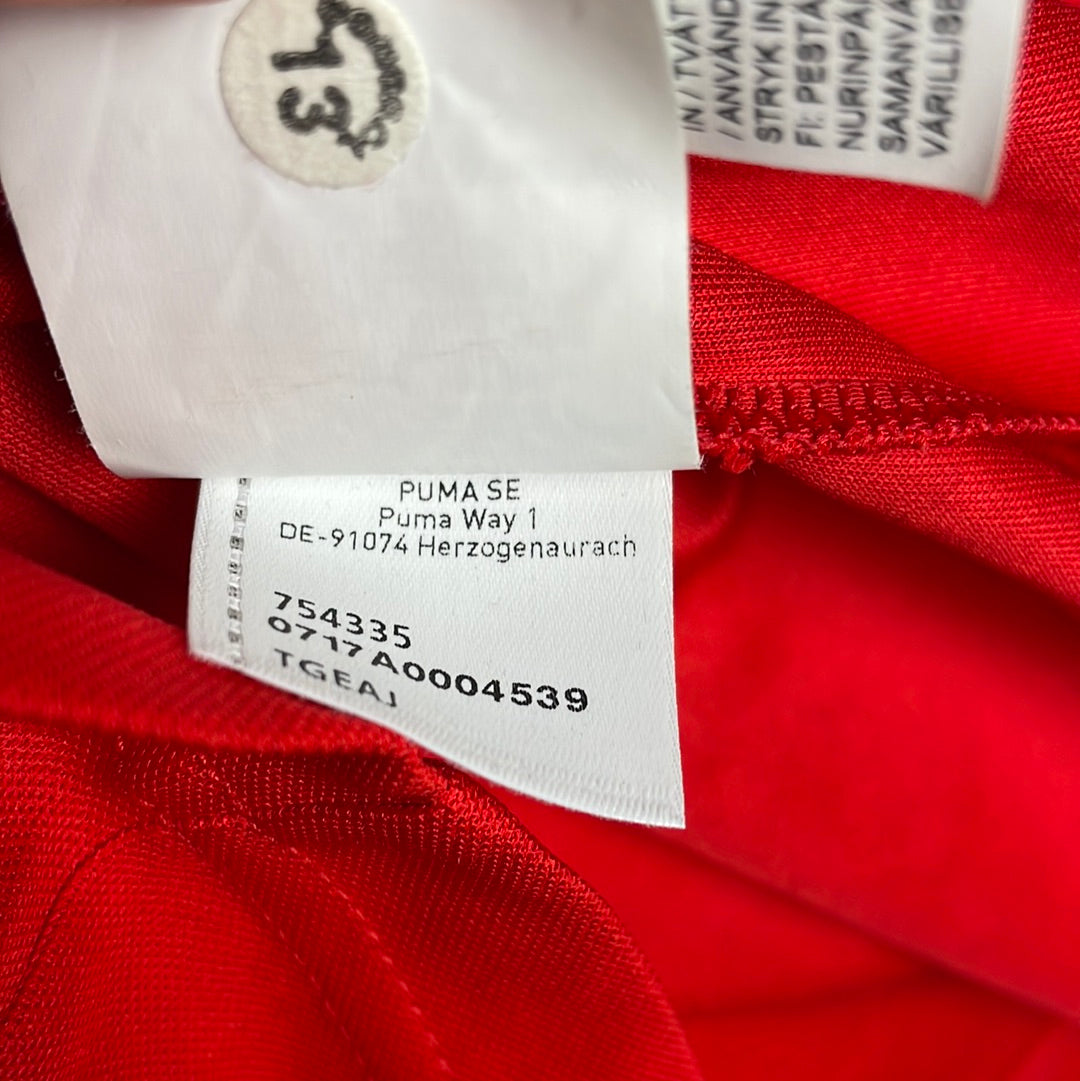 IN / TVÄT
/ ANVÄND
STRYK IN
FI: PESTÄ
NURINPÄI
SAMANVÄ
VÄRILLISE
PUMA SE
Puma Way 1
DE-91074 Herzogenaurach
754335
0717A0004539
TGEAJ